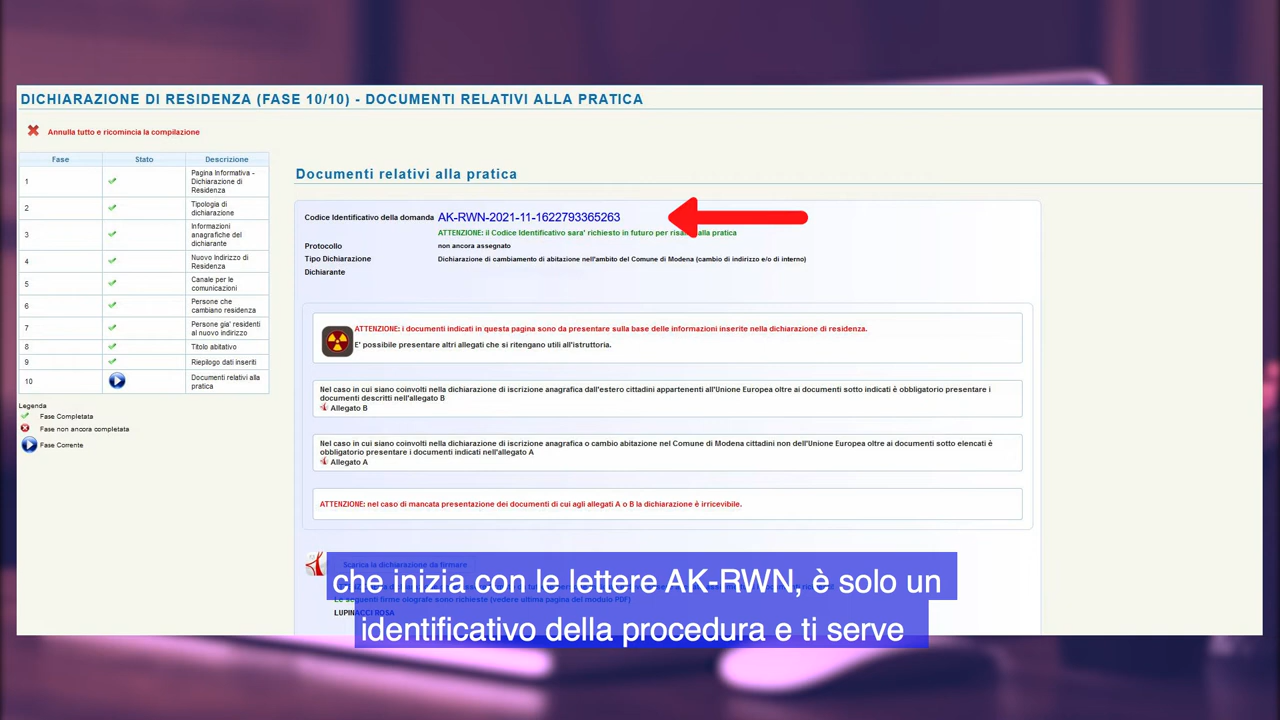 DICHIARAZIONE DI RESIDENZA (FASE 10/10) - DOCUMENTI RELATIVI ALLA PRATICA
Annulla tutto e ricomincia la compilazione
Fase Stato Descrizione
1 Pagina Informativa -
Dichiarazione di
Residenza
2 Tipologia di
dichiarazione
3 Informazioni
anagrafiche del
dichiarante
4 Nuovo Indirizzo di
Residenza
5 Canale per le
comunicazioni
6 Persone che
cambiano residenza
7 Persone gia' residenti
al nuovo indirizzo
8 Titolo abitativo
9 Riepilogo dati inseriti
10 Documenti relativi alla
pratica
Legenda
Fase Completata
Fase non ancora completata
Fase Corrente
Documenti relativi alla pratica
Codice Identificativo della domanda AK-RWN-2021-11-1622793365263
ATTENZIONE: il Codice Identificativo sara' richiesto in futuro per alla pratica
Protocollo non ancora assegnato
Tipo Dichiarazione Dichiarazione di cambiamento di abitazione nell'ambito del Comune di Modena (cambio di indirizzo e/o di interno)
Dichiarante
ATTENZIONE: i documenti indicati in questa pagina sono da presentare sulla base delle informazioni inserite nella dichiarazione di residenza.
E' possibile presentare altri allegati che si ritengano utili all'istruttoria.
Nel caso in cui siano coinvolti nella dichiarazione di iscrizione anagrafica dall'estero cittadini appartenenti all'Unione Europea oltre ai documenti sotto indicati è obbligatorio presentare i
documenti descritti nell'allegato B
Allegato B
Nel caso in cui siano coinvolti nella dichiarazione di iscrizione anagrafica o cambio abitazione nel Comune di Modena cittadini non dell'Unione Europea oltre ai documenti sotto elencati è
obbligatorio presentare i documenti indicati nell'allegato A
Allegato A
ATTENZIONE: nel caso di mancata presentazione dei documenti di cui agli allegati A o B la dichiarazione è irricevibile.
Scarica la dichiarazione da firmare
che inizia con le lettere AK-RWN, è solo un
Le seguenti firme olografe sono richieste (vedere ultima pagina del modulo PDF)
LUPINACCI ROSA
identificativo della procedura e ti serve